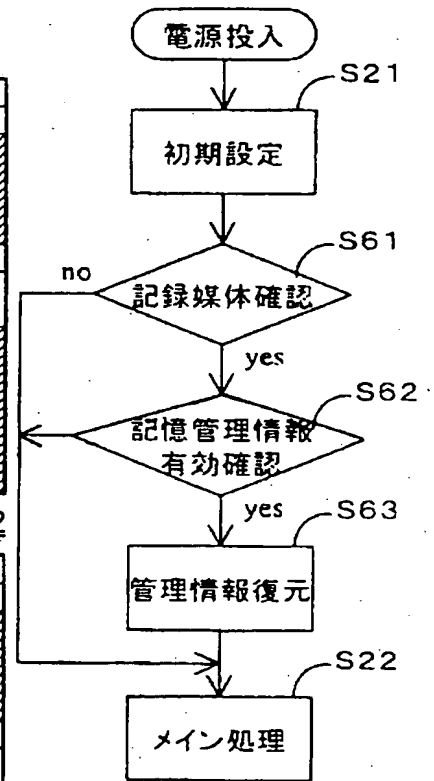 電源投入
S21
初期設定
S61
no
記録媒体確認
yes
S62
記憶管理情報
有効確認
yes
S63
管理情報復元
S22
メイン処理